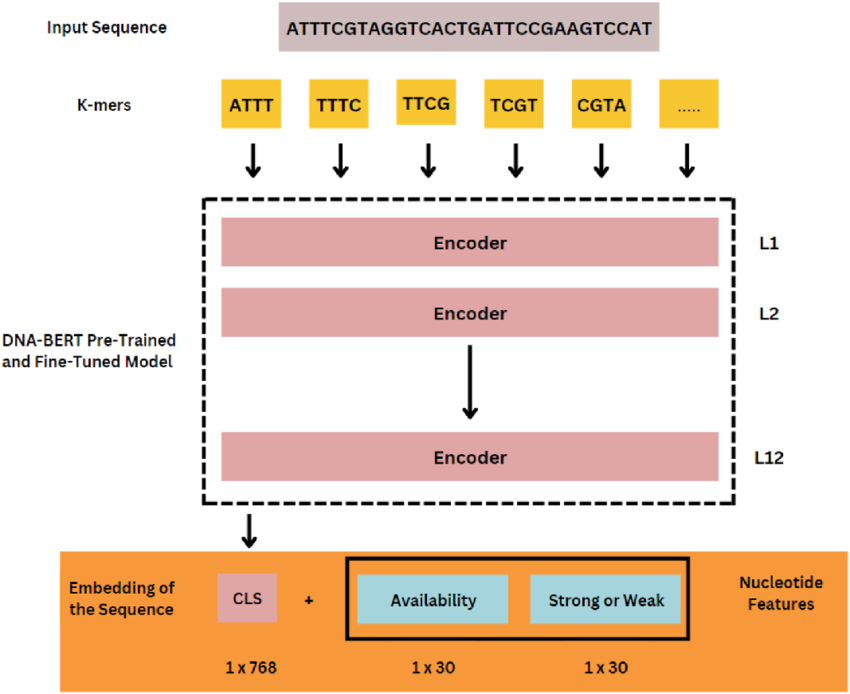 Input Sequence
ATTTCGTAGGTCACTGATTCCGAAGTCCAT
K-mers
ATTT TTTC TTCG TCGT CGTA .....
Encoder L1
Encoder L2
DNA-BERT Pre-Trained
and Fine-Tuned Model
Encoder L12
Embedding of
the Sequence
CLS + Availability Strong or Weak
Nucleotide
Features
1 x 768 1 x 30 1 x 30